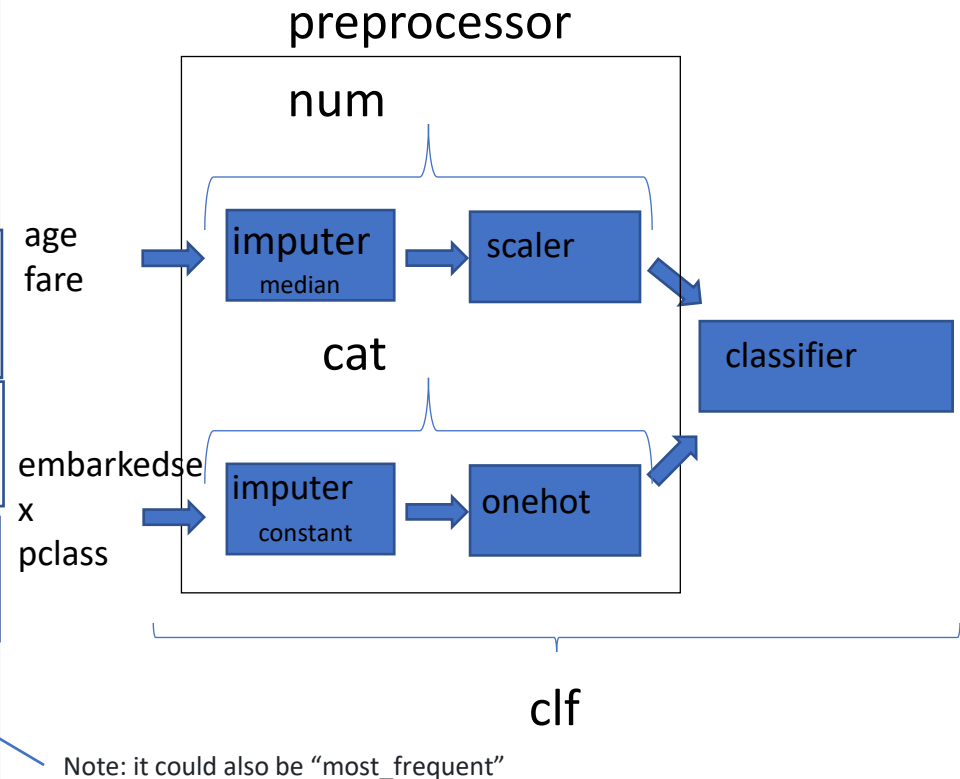 preprocessor
num
age
fare
imputer
median
scaler
classifier
cat
embarkedse
x
pclass
imputer
constant
onehot
clf
Note: it could also be “most_frequent”